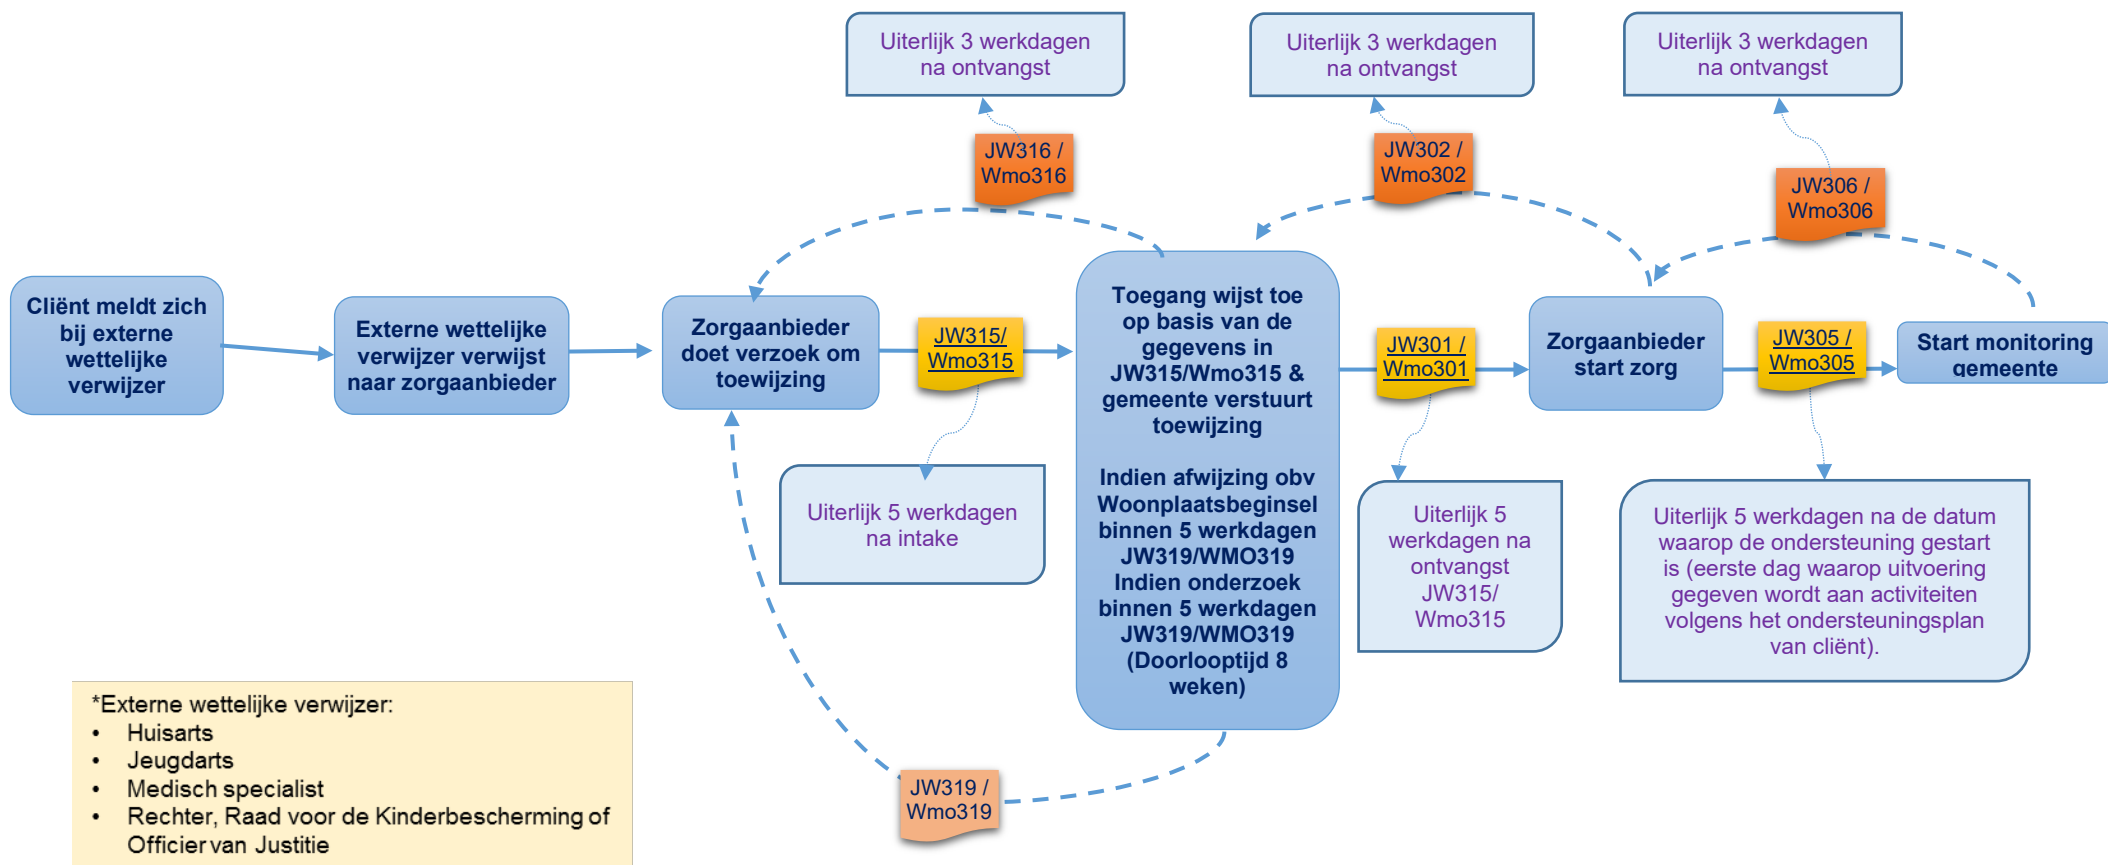 Uiterlijk 3 werkdagen
na ontvangst
Uiterlijk 3 werkdagen
na ontvangst
Uiterlijk 3 werkdagen
na ontvangst
JW316 /
Wmo316
JW302 /
Wmo302
JW306 /
Wmo306
Cliënt meldt zich
bij externe
wettelijke
verwijzer
Externe wettelijke
verwijzer verwijst
naar zorgaanbieder
Zorgaanbieder
doet verzoek om
toewijzing
JW315/
Wmo315
Toegang wijst toe
op basis van de
gegevens in
JW315/Wmo315 &
gemeente verstuurt
toewijzing
Indien afwijzing obv
Woonplaatsbeginsel
binnen 5 werkdagen
JW319/WMO319
Indien onderzoek
binnen 5 werkdagen
JW319/WMO319
(Doorlooptijd 8
weken)
JW301 /
Wmo301
Zorgaanbieder
start zorg
JW305 /
Wmo305
Start monitoring
gemeente
Uiterlijk 5 werkdagen
na intake
Uiterlijk 5
werkdagen na
ontvangst
JW315/
Wmo315
Uiterlijk 5 werkdagen na de datum
waarop de ondersteuning gestart
is (eerste dag waarop uitvoering
gegeven wordt aan activiteiten
volgens het ondersteuningsplan
van cliënt).
JW319 /
Wmo319
*Externe wettelijke verwijzer:
• Huisarts
• Jeugdarts
• Medisch specialist
• Rechter, Raad voor de Kinderbescherming of
Officier van Justitie